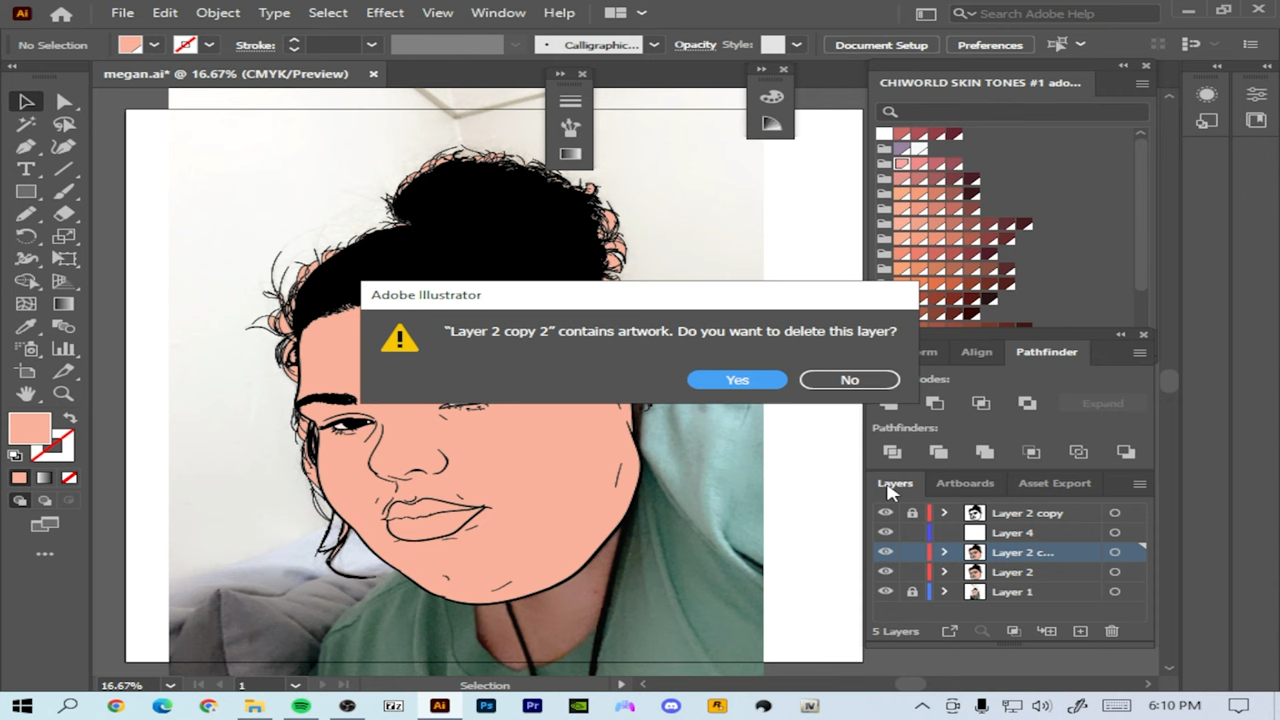 Ai File Edit Object Type Select Effect View Window Help Search Adobe Help
No Selection Stroke: Calligraphic... Opacity Style: Document Setup Preferences
megan.ai* @ 16.67% (CMYK/Preview)
CHIWORLD SKIN TONES #1 ado...
Adobe Illustrator
“Layer 2 copy 2” contains artwork. Do you want to delete this layer?
Yes No
Align Pathfinder
Expand
Pathfinders:
Layers Artboards Asset Export
Layer 2 copy
Layer 4
Layer 2 c...
Layer 2
Layer 1
5 Layers
16.67% 1 Selection
Ai Ps Pr 6:10 PM